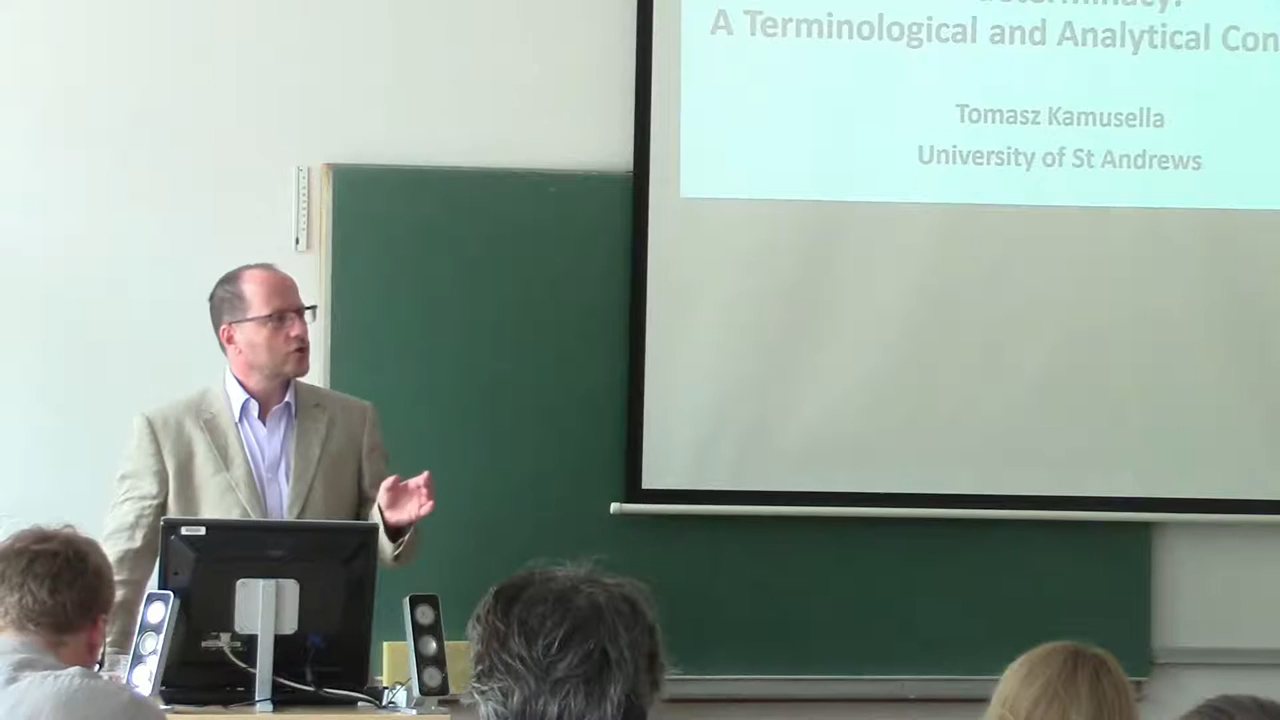 A Terminological and Analytical Con
Tomasz Kamusella
University of St Andrews